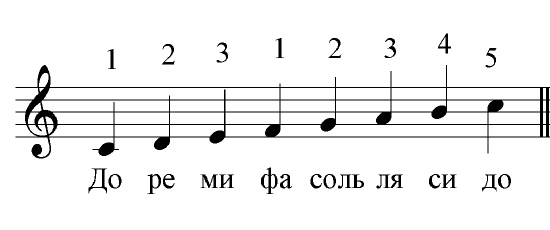 1 2 3 1 2 3 4 5
До ре ми фа соль ля си до